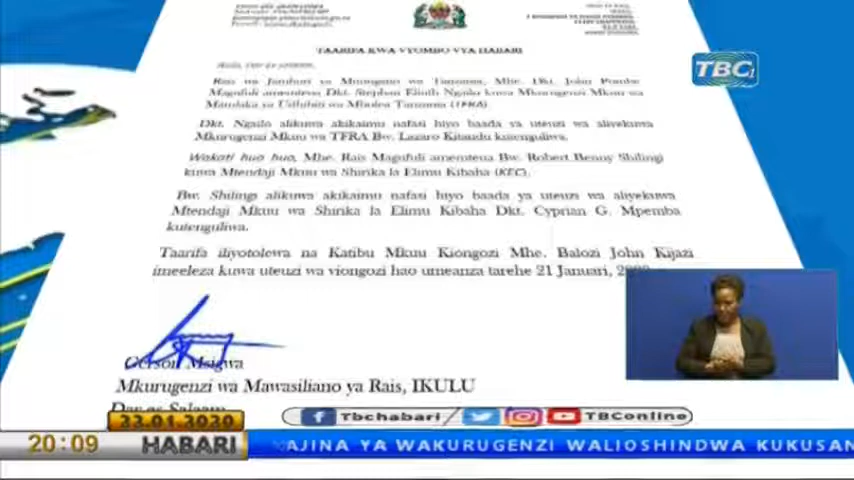 TAARIFA KWA VYOMBO VYA HABARI
TBC1
Rais wa Jamhuri ya Muungano wa Tanzania, Mhe. Dkt. John Pombe
Magufuli amemteua Dkt. Stephan Elijah Ngailo kuwa Mkurugenzi Mkuu wa
Mamlaka ya Udhibiti wa Mbolea Tanzania (TFRA).
Dkt. Ngailo alikuwa akikaimu nafasi hiyo baada ya uteuzi wa aliyekuwa
Mkurugenzi Mkuu wa TFRA Bw. Lazaro Kitandu kutenguliwa.
Wakati huo huo, Mhe. Rais Magufuli amemteua Bw. Robert Benny Shilingi
kuwa Mtendaji Mkuu wa Shirika la Elimu Kibaha (KEC).
Bw. Shilingi alikuwa akikaimu nafasi hiyo baada ya uteuzi wa aliyekuwa
Mtendaji Mkuu wa Shirika la Elimu Kibaha Dkt. Cyprian G. Mpemba
kutenguliwa.
Taarifa iliyotolewa na Katibu Mkuu Kiongozi Mhe. Balozi John Kijazi
imeeleza kuwa uteuzi wa viongozi hao umeanza tarehe 21 Januari,
Gerson Msigwa
Mkurugenzi wa Mawasiliano ya Rais, IKULU
Dar es Salaam
23.01.2020
Tbchabari
TBConline
20:09
HABARI
AJINA YA WAKURUGENZI WALIOSHINDWA KUKUSAN